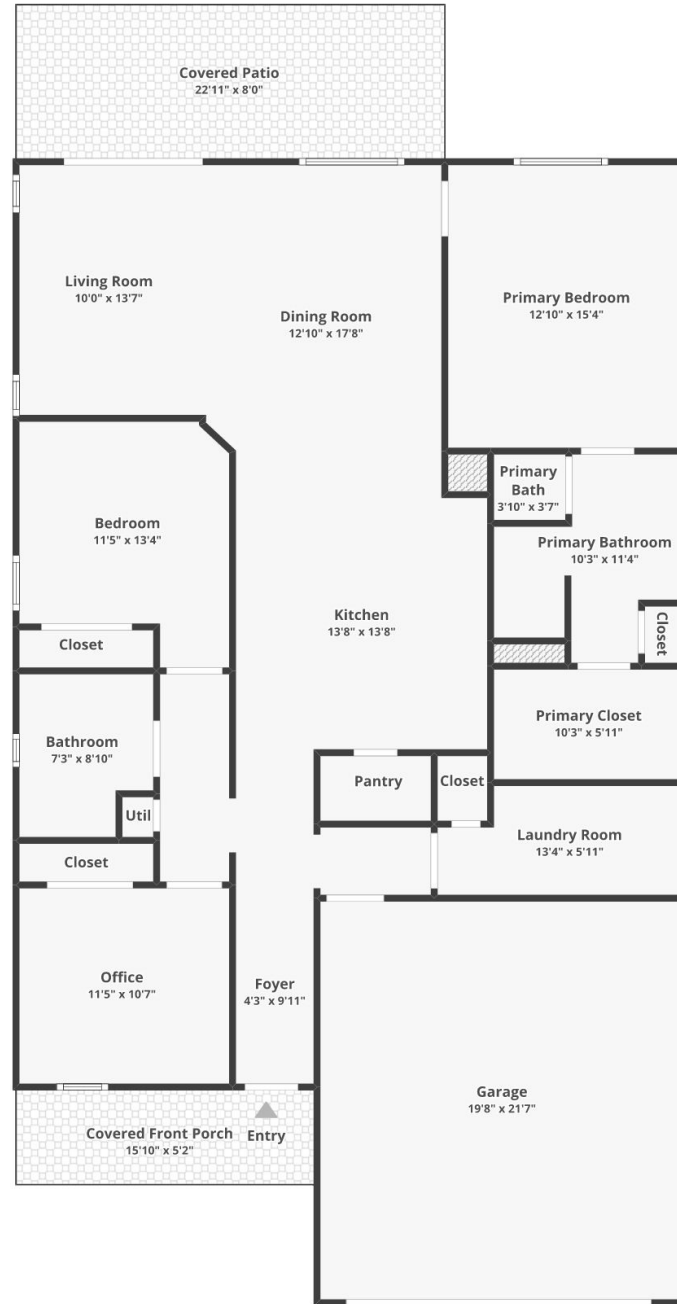 Covered Patio
22'11" x 8'0"
Living Room
10'0" x 13'7"
Dining Room
12'10" x 17'8"
Primary Bedroom
12'10" x 15'4"
Primary
Bath
3'10" x 3'7"
Bedroom
11'5" x 13'4"
Primary Bathroom
10'3" x 11'4"
Kitchen
13'8" x 13'8"
Closet
Closet
Primary Closet
10'3" x 5'11"
Bathroom
7'3" x 8'10"
Pantry
Closet
Util
Laundry Room
13'4" x 5'11"
Closet
Office
11'5" x 10'7"
Foyer
4'3" x 9'11"
Garage
19'8" x 21'7"
Covered Front Porch
15'10" x 5'2"
Entry